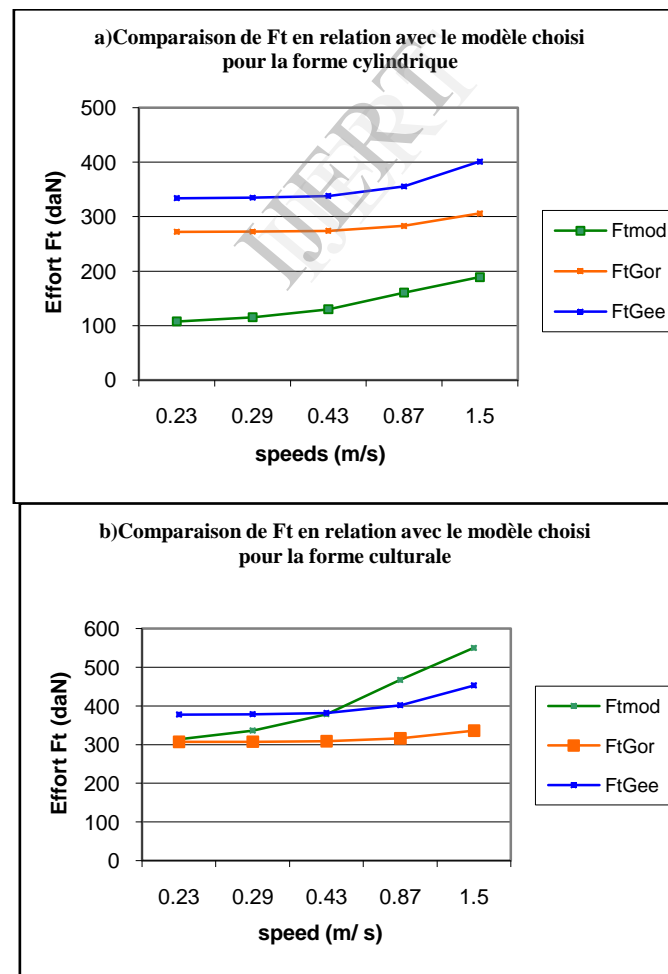 a)Comparaison de Ft en relation avec le modèle choisi
pour la forme cylindrique
500
400
300
200
100
0
Effort Ft (daN)
0.23 0.29 0.43 0.87 1.5
speeds (m/s)
Ftmod
FtGor
FtGee
IJERT
b)Comparaison de Ft en relation avec le modèle choisi
pour la forme culturale
600
500
400
300
200
100
0
Effort Ft (daN)
0.23 0.29 0.43 0.87 1.5
speed (m/ s)
Ftmod
FtGor
FtGee